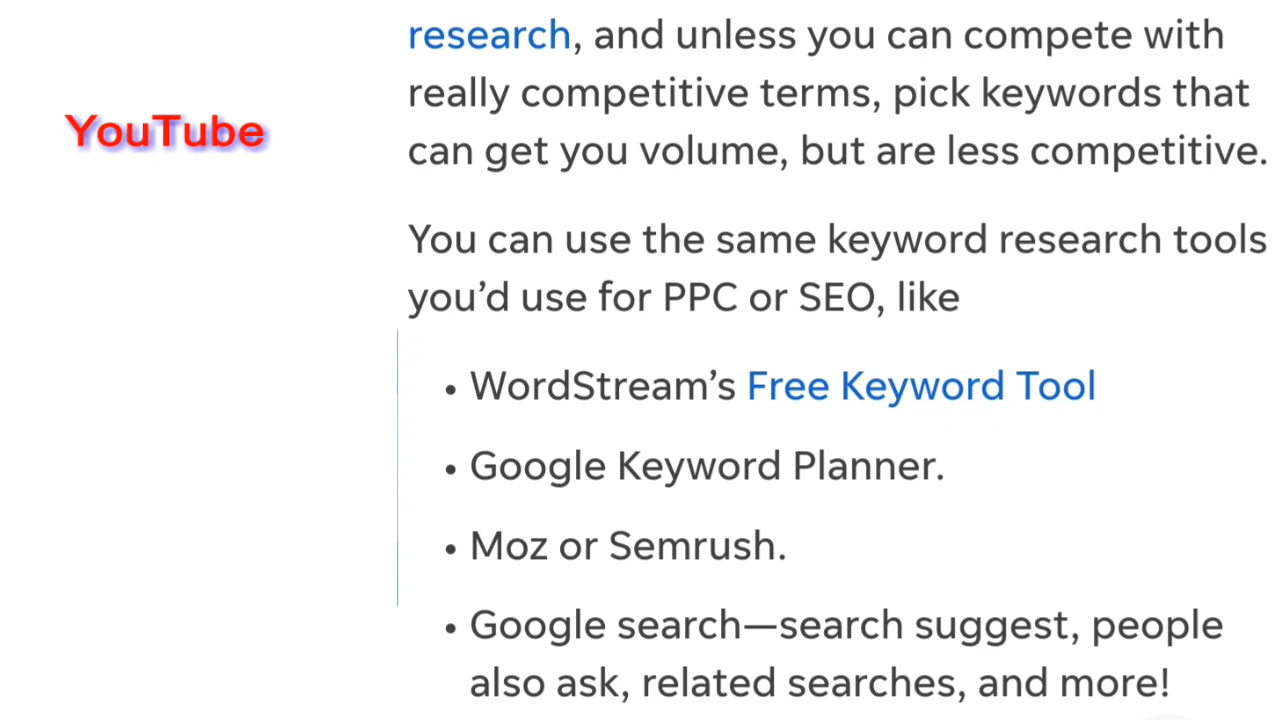 YouTube
research, and unless you can compete with
really competitive terms, pick keywords that
can get you volume, but are less competitive.
You can use the same keyword research tools
you’d use for PPC or SEO, like
• WordStream’s Free Keyword Tool
• Google Keyword Planner.
• Moz or Semrush.
• Google search—search suggest, people
also ask, related searches, and more!